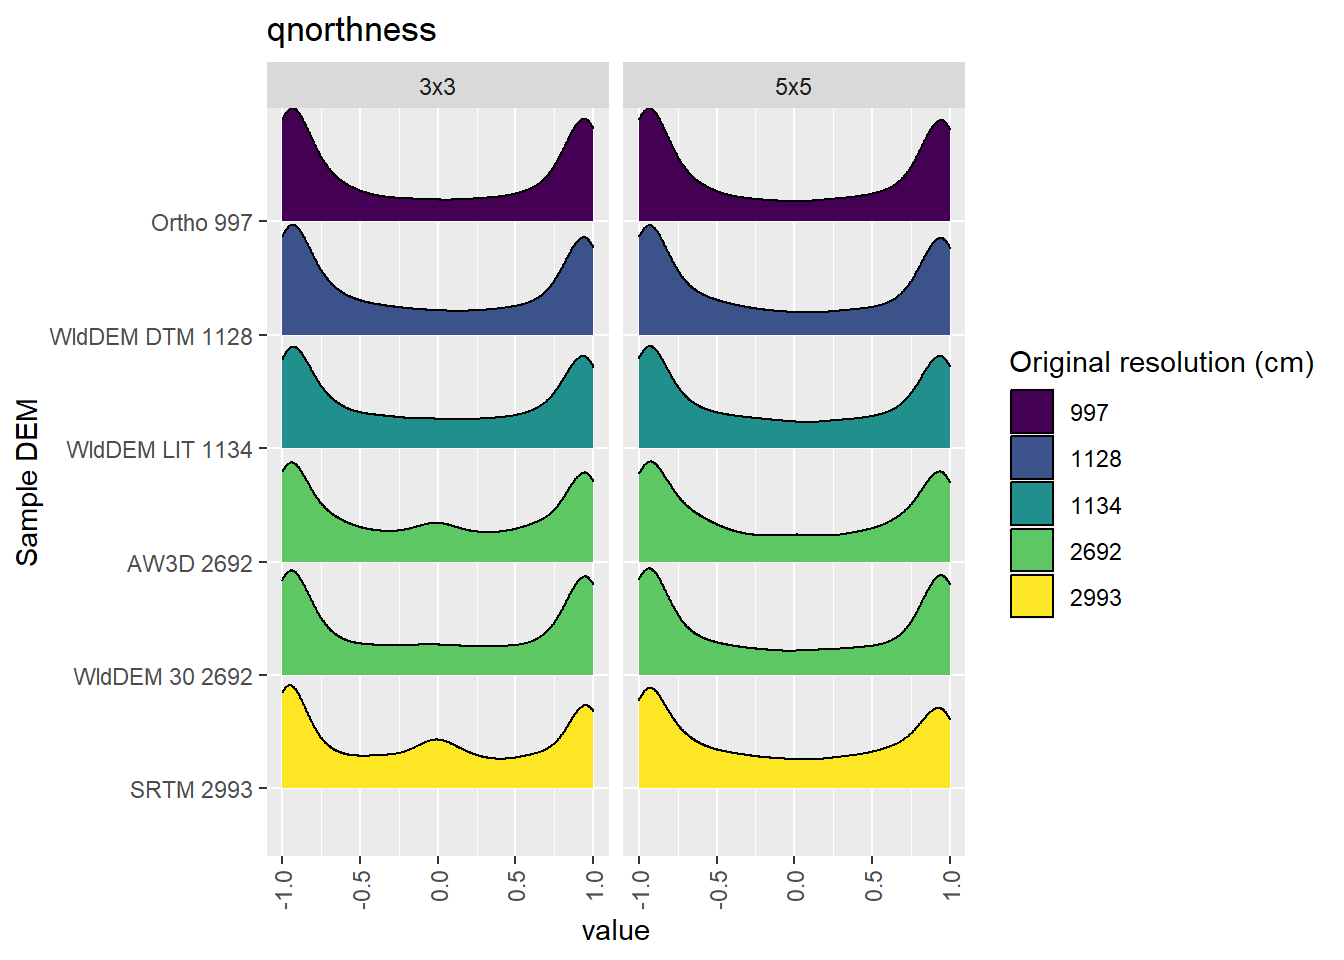 qnorthness
3x3
5x5
Ortho 997
WldDEM DTM 1128
WldDEM LIT 1134
AW3D 2692
WldDEM 30 2692
SRTM 2993
Sample DEM
-1.0
-0.5
0.0
0.5
1.0
-1.0
-0.5
0.0
0.5
1.0
value
Original resolution (cm)
997
1128
1134
2692
2993